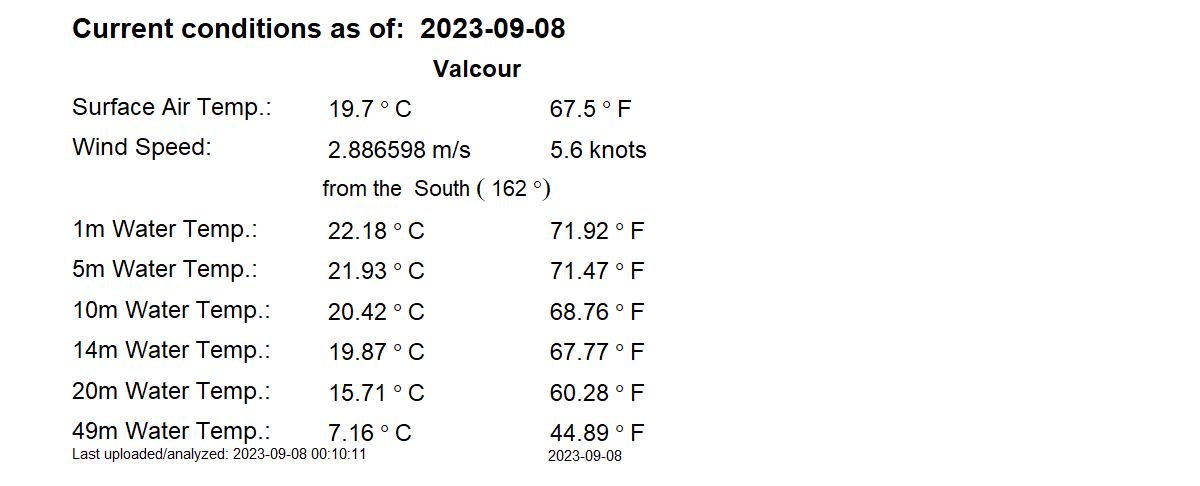 Current conditions as of: 2023-09-08
Valcour
Surface Air Temp.: 19.7 ° C 67.5 ° F
Wind Speed: 2.886598 m/s 5.6 knots
from the South ( 162 °)
1m Water Temp.: 22.18 ° C 71.92 ° F
5m Water Temp.: 21.93 ° C 71.47 ° F
10m Water Temp.: 20.42 ° C 68.76 ° F
14m Water Temp.: 19.87 ° C 67.77 ° F
20m Water Temp.: 15.71 ° C 60.28 ° F
49m Water Temp.: 7.16 ° C 44.89 ° F
Last uploaded/analyzed: 2023-09-08 00:10:11 2023-09-08